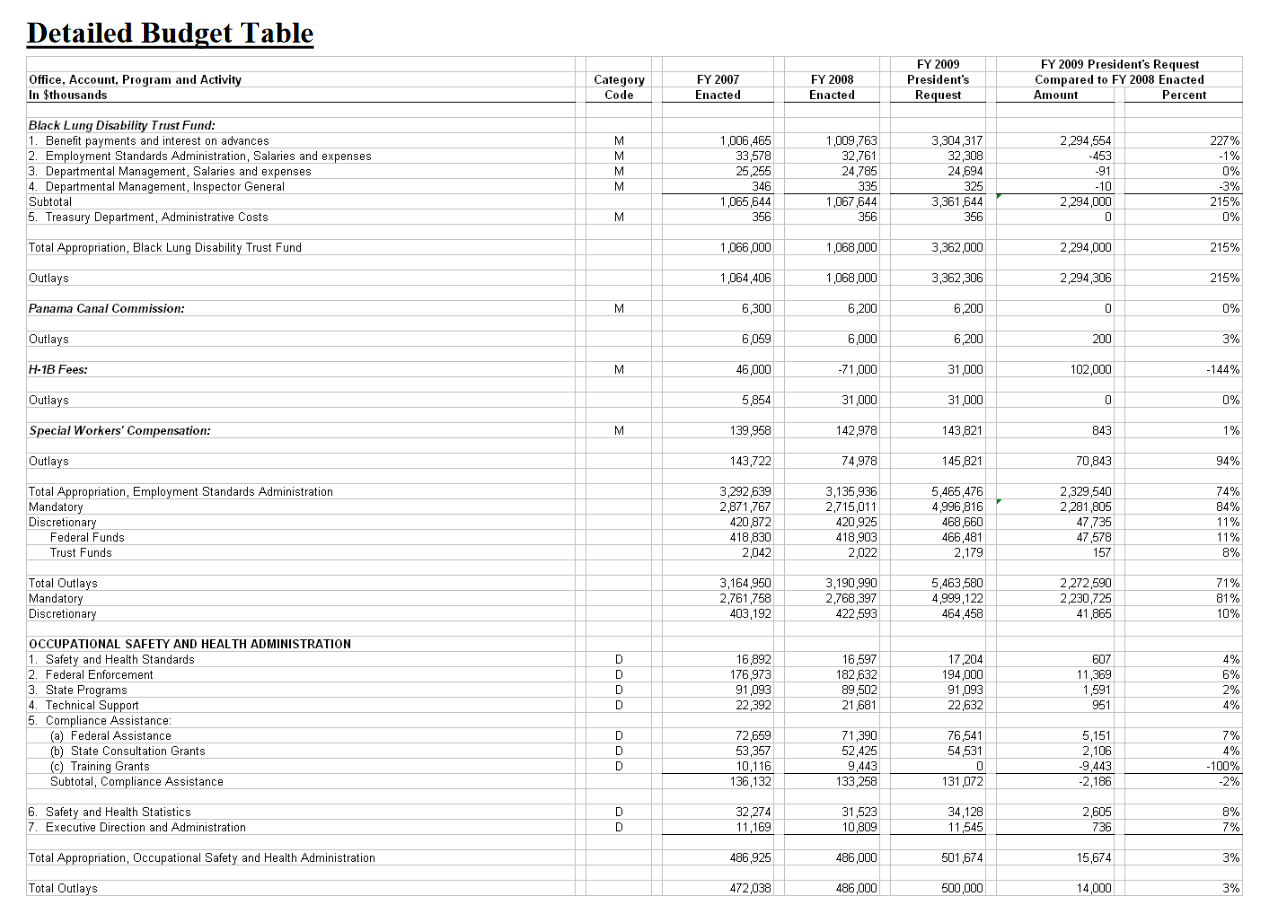 Detailed Budget Table
FY 2009 FY 2009 President's Request
Office, Account, Program and Activity Category FY 2007 FY 2008 President's Compared to FY 2008 Enacted
In $thousands Code Enacted Enacted Request Amount Percent
Black Lung Disability Trust Fund:
1. Benefit payments and interest on advances M 1,006,465 1,009,763 3,304,317 2,294,554 227%
2. Employment Standards Administration, Salaries and expenses M 33,578 32,761 32,308 -453 -1%
3. Departmental Management, Salaries and expenses M 25,255 24,785 24,694 -91 0%
4. Departmental Management, Inspector General M 346 335 325 -10 -3%
Subtotal 1,065,644 1,067,644 3,361,644 2,294,000 215%
5. Treasury Department, Administrative Costs M 356 356 356 0 0%
Total Appropriation, Black Lung Disability Trust Fund 1,066,000 1,068,000 3,362,000 2,294,000 215%
Outlays 1,064,406 1,068,000 3,362,306 2,294,306 215%
Panama Canal Commission: M 6,300 6,200 6,200 0 0%
Outlays 6,059 6,000 6,200 200 3%
H-1B Fees: M 46,000 -71,000 31,000 102,000 -144%
Outlays 5,854 31,000 31,000 0 0%
Special Workers' Compensation: M 139,958 142,978 143,821 843 1%
Outlays 143,722 74,978 145,821 70,843 94%
Total Appropriation, Employment Standards Administration 3,292,639 3,135,936 5,465,476 2,329,540 74%
Mandatory 2,871,767 2,715,011 4,996,816 2,281,805 84%
Discretionary 420,872 420,925 468,660 47,735 11%
Federal Funds 418,830 418,903 466,481 47,578 11%
Trust Funds 2,042 2,022 2,179 157 8%
Total Outlays 3,164,950 3,190,990 5,463,580 2,272,590 71%
Mandatory 2,761,758 2,768,397 4,999,122 2,230,725 81%
Discretionary 403,192 422,593 464,458 41,865 10%
OCCUPATIONAL SAFETY AND HEALTH ADMINISTRATION
1. Safety and Health Standards D 16,892 16,597 17,204 607 4%
2. Federal Enforcement D 176,973 182,632 194,000 11,369 6%
3. State Programs D 91,093 89,502 91,093 1,591 2%
4. Technical Support D 22,392 21,681 22,632 951 4%
5. Compliance Assistance:
(a) Federal Assistance D 72,659 71,390 76,541 5,151 7%
(b) State Consultation Grants D 53,357 52,425 54,531 2,106 4%
(c) Training Grants D 10,116 9,443 0 -9,443 -100%
Subtotal, Compliance Assistance 136,132 133,258 131,072 -2,186 -2%
6. Safety and Health Statistics D 32,274 31,523 34,128 2,605 8%
7. Executive Direction and Administration D 11,169 10,809 11,545 736 7%
Total Appropriation, Occupational Safety and Health Administration 486,925 486,000 501,674 15,674 3%
Total Outlays 472,038 486,000 500,000 14,000 3%